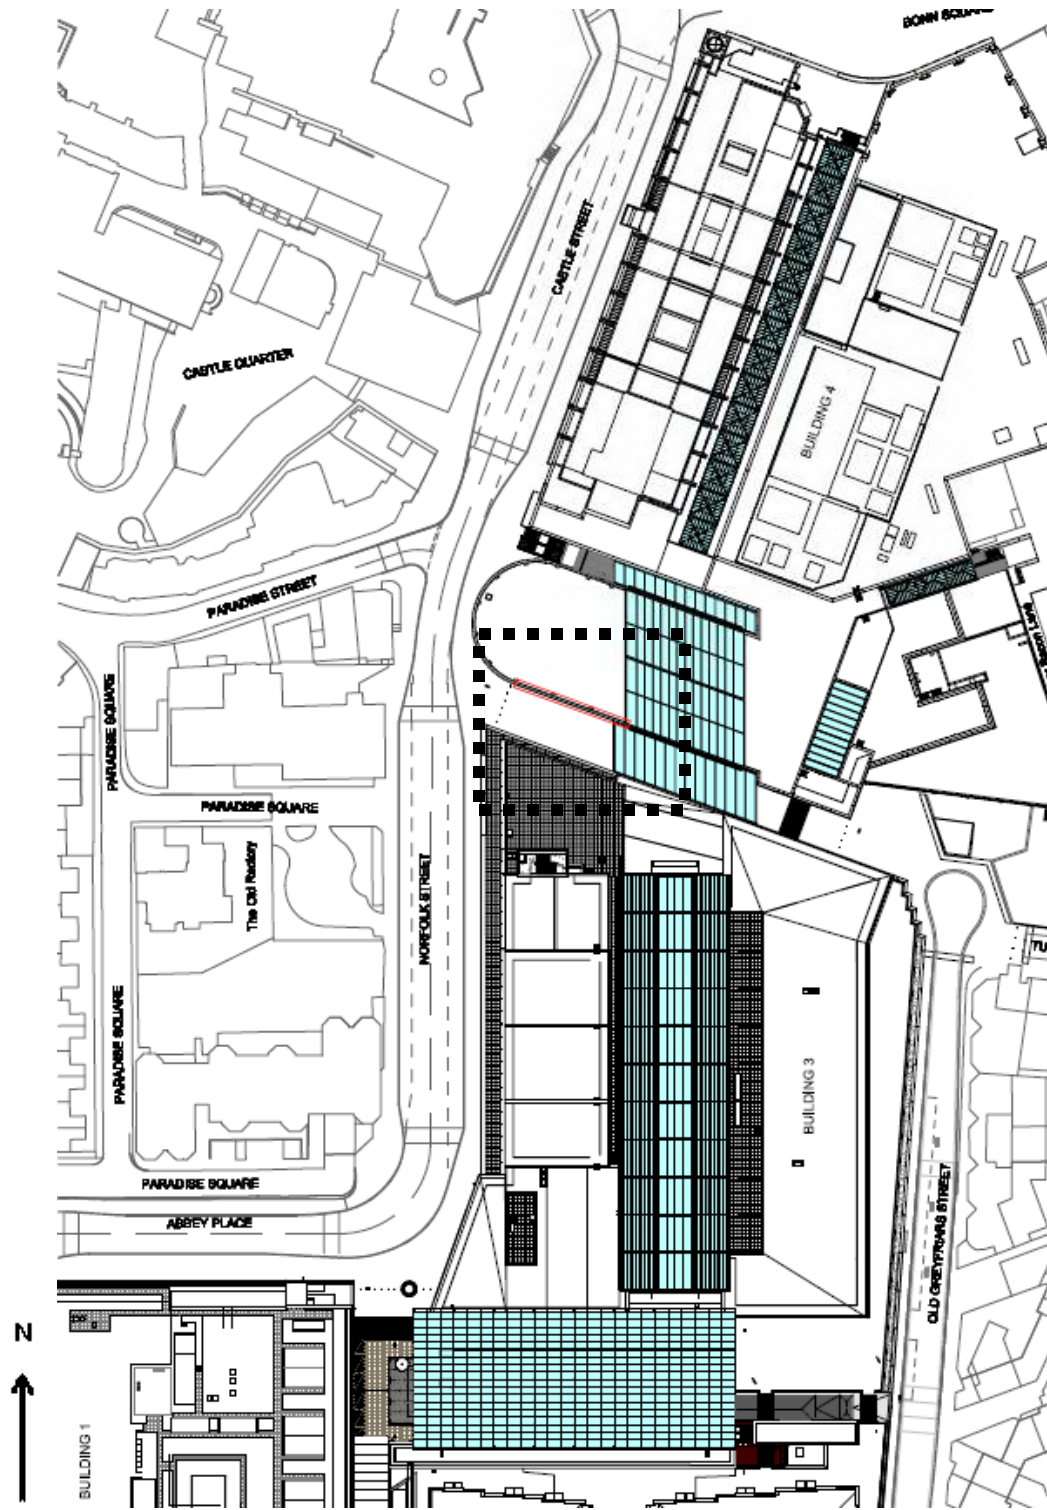 BONN SQUARE
CASTLE STREET
CASTLE QUARTER
BUILDING 4
PARADISE STREET
PARADISE SQUARE
PARADISE SQUARE
The Old Rectory
NORFOLK STREET
PARADISE SQUARE
BUILDING 3
PARADISE SQUARE
OLD GREYFRIARS STREET
ABBEY PLACE
N
BUILDING 1